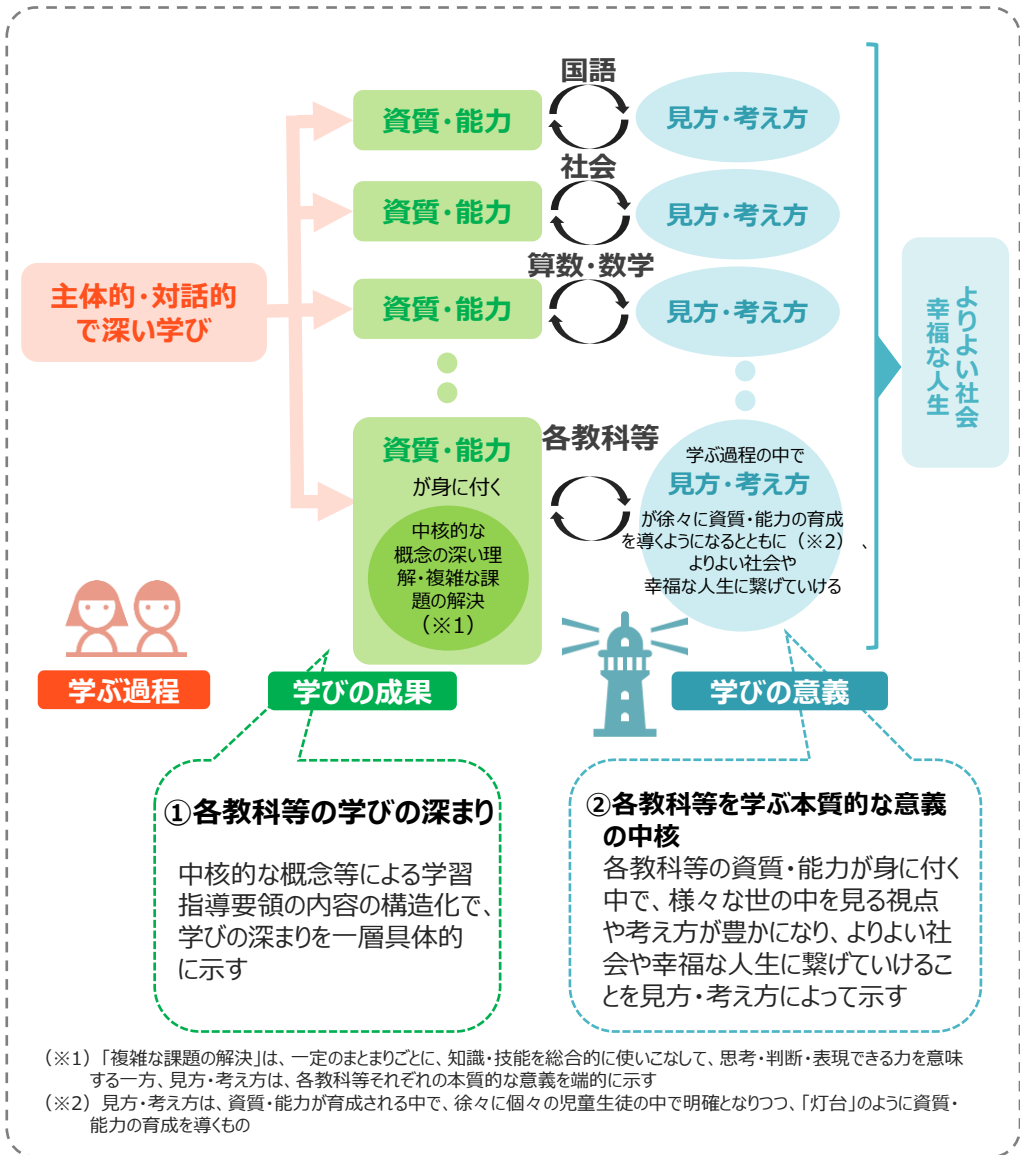 国語
資質・能力
見方・考え方
社会
資質・能力
見方・考え方
算数・数学
資質・能力
見方・考え方
主体的・対話的
で深い学び
よりよい社会
幸福な人生
各教科等
資質・能力
が身に付く
中核的な
概念の深い理
解・複雑な課
題の解決
（※1）
学ぶ過程の中で
見方・考え方
が徐々に資質・能力の育成
を導くようになるとともに（※2）、
よりよい社会や
幸福な人生に繋げていける
学ぶ過程
学びの成果
学びの意義
①各教科等の学びの深まり
中核的な概念等による学習
指導要領の内容の構造化で、
学びの深まりを一層具体的
に示す
②各教科等を学ぶ本質的な意義
の中核
各教科等の資質・能力が身に付く
中で、様々な世の中を見る視点
や考え方が豊かになり、よりよい社
会や幸福な人生に繋げていけるこ
とを見方・考え方によって示す
（※1）「複雑な課題の解決」は、一定のまとまりごとに、知識・技能を総合的に使いこなして、思考・判断・表現できる力を意味
する一方、見方・考え方は、各教科等それぞれの本質的な意義を端的に示す
（※2）見方・考え方は、資質・能力が育成される中で、徐々に個々の児童生徒の中で明確となりつつ、「灯台」のように資質・
能力の育成を導くもの